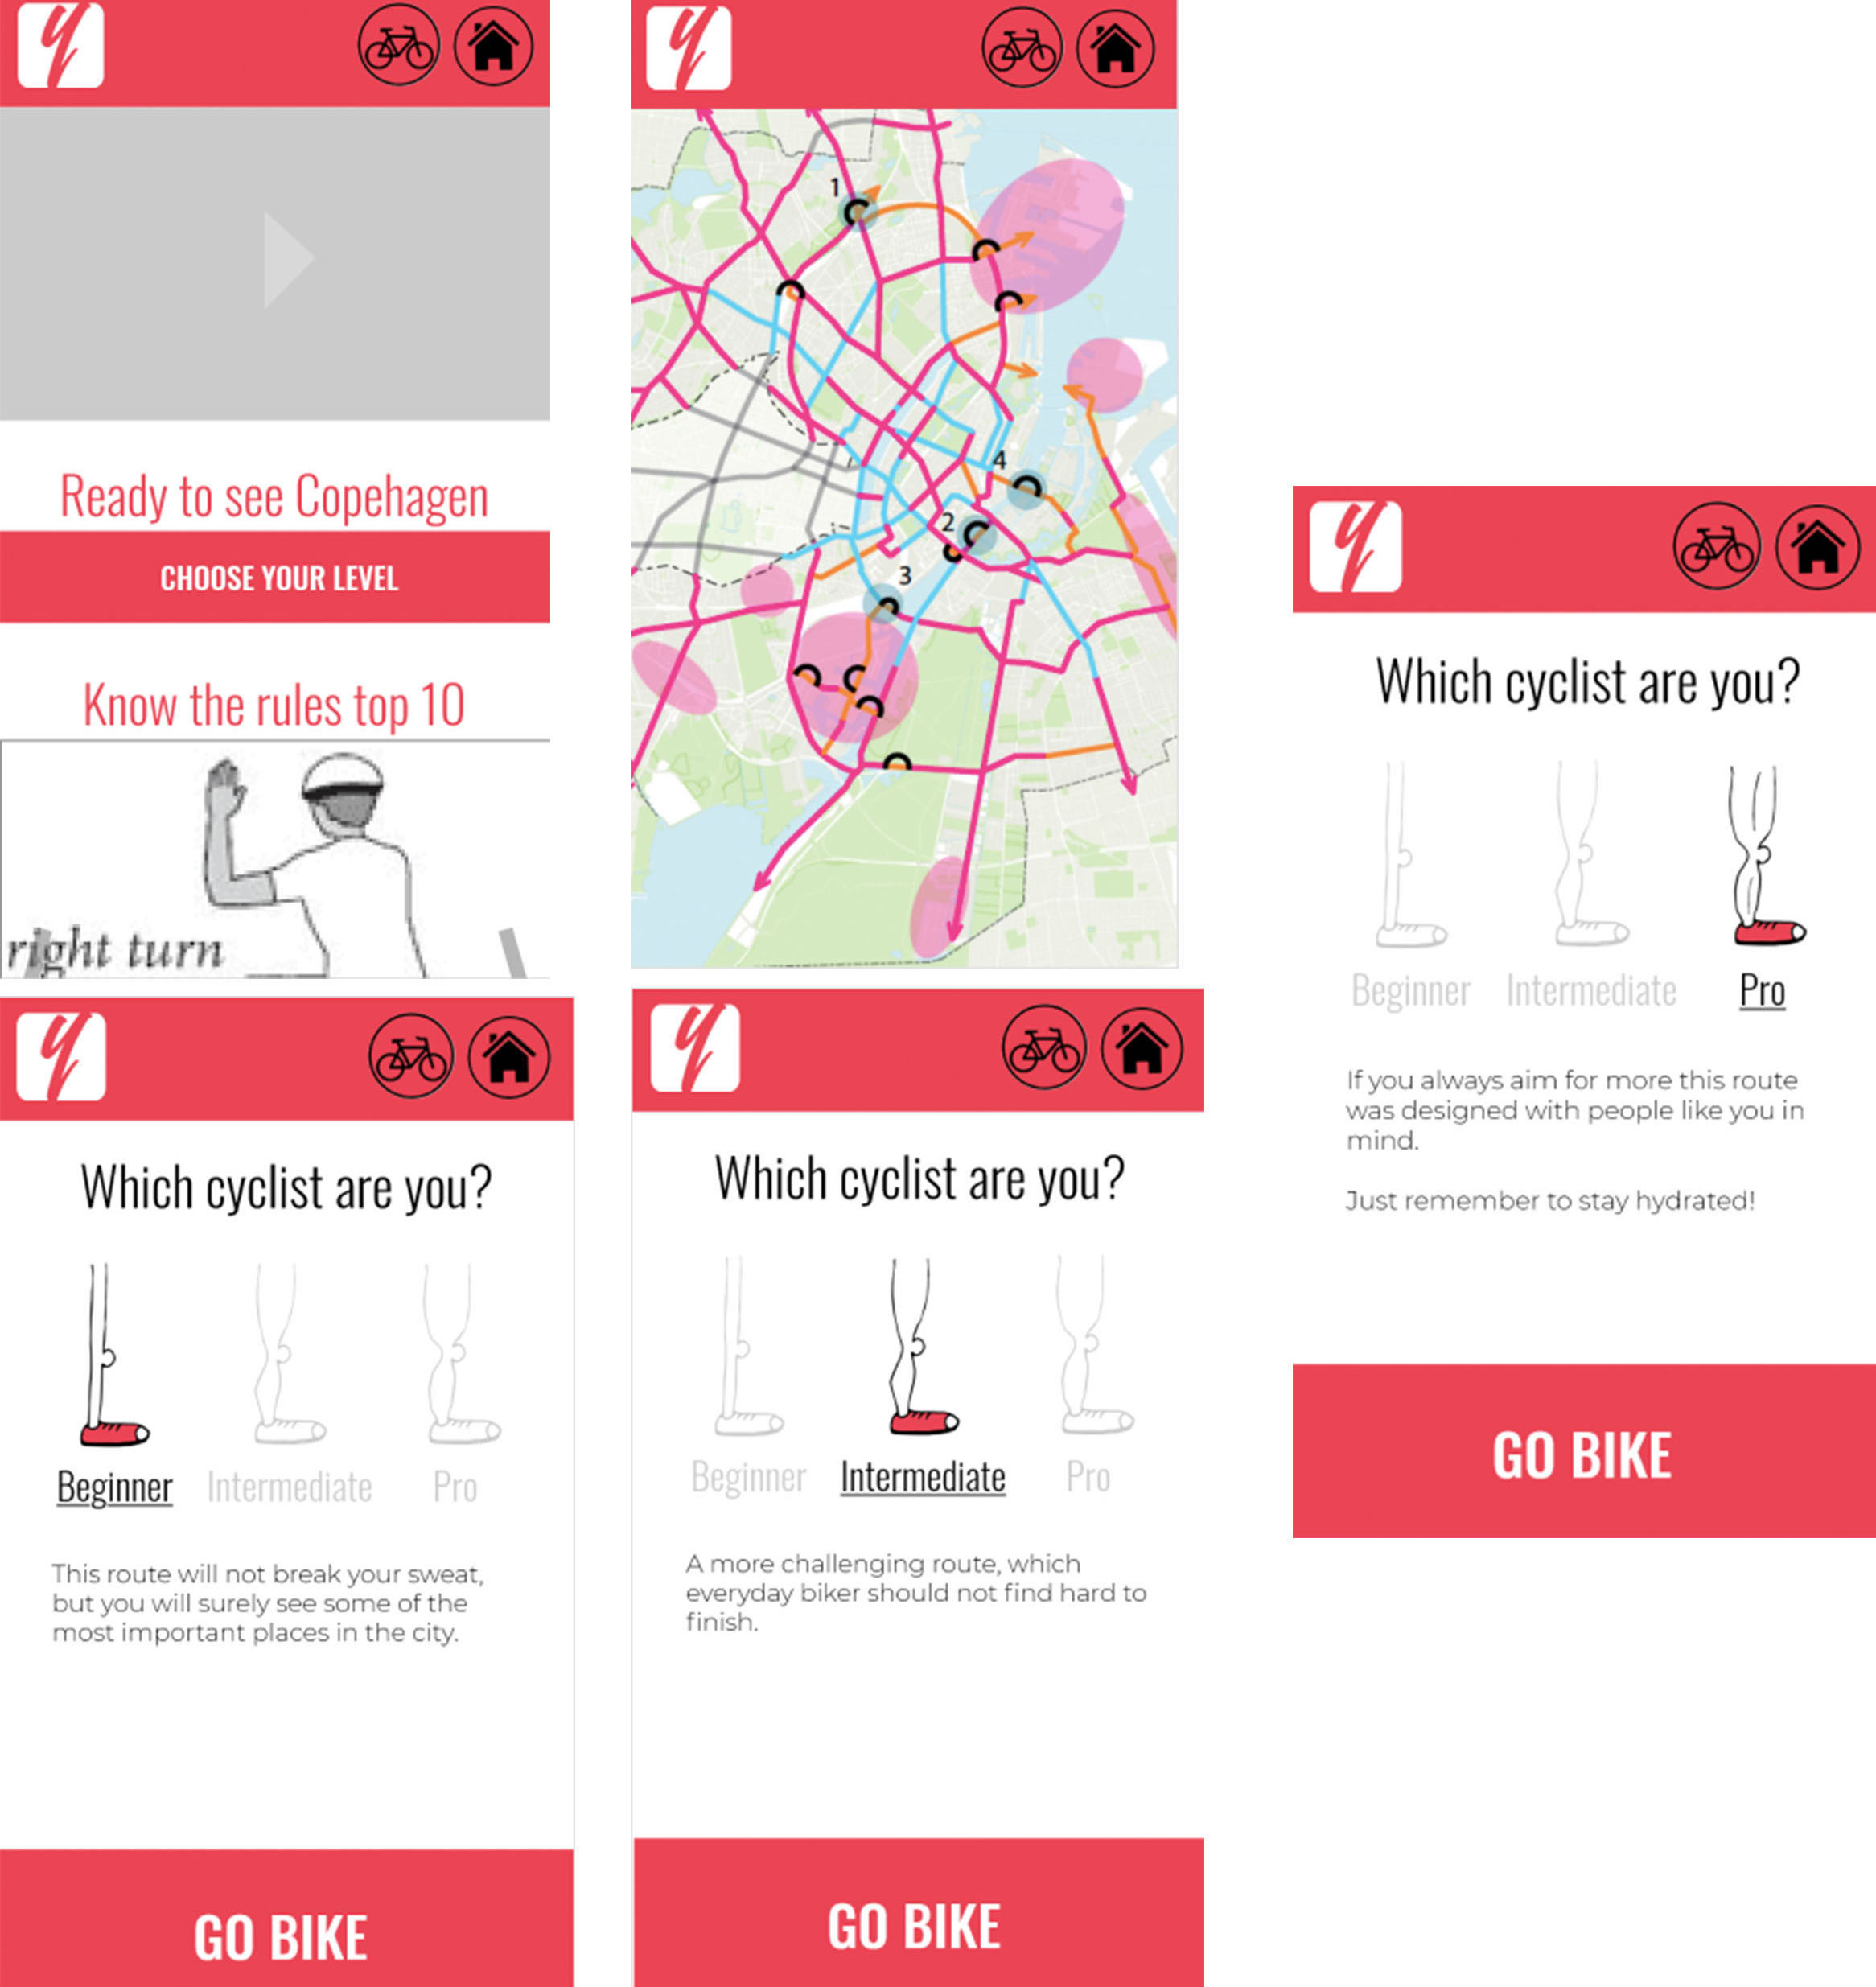 Ready to see Copehagen
CHOOSE YOUR LEVEL
Know the rules top 10
right turn
1
4
2
3
Which cyclist are you?
Beginner Intermediate Pro
This route will not break your sweat,
but you will surely see some of the
most important places in the city.
GO BIKE
Which cyclist are you?
Beginner Intermediate Pro
A more challenging route, which
everyday biker should not find hard to
finish.
GO BIKE
Which cyclist are you?
Beginner Intermediate Pro
If you always aim for more this route
was designed with people like you in
mind.
Just remember to stay hydrated!
GO BIKE